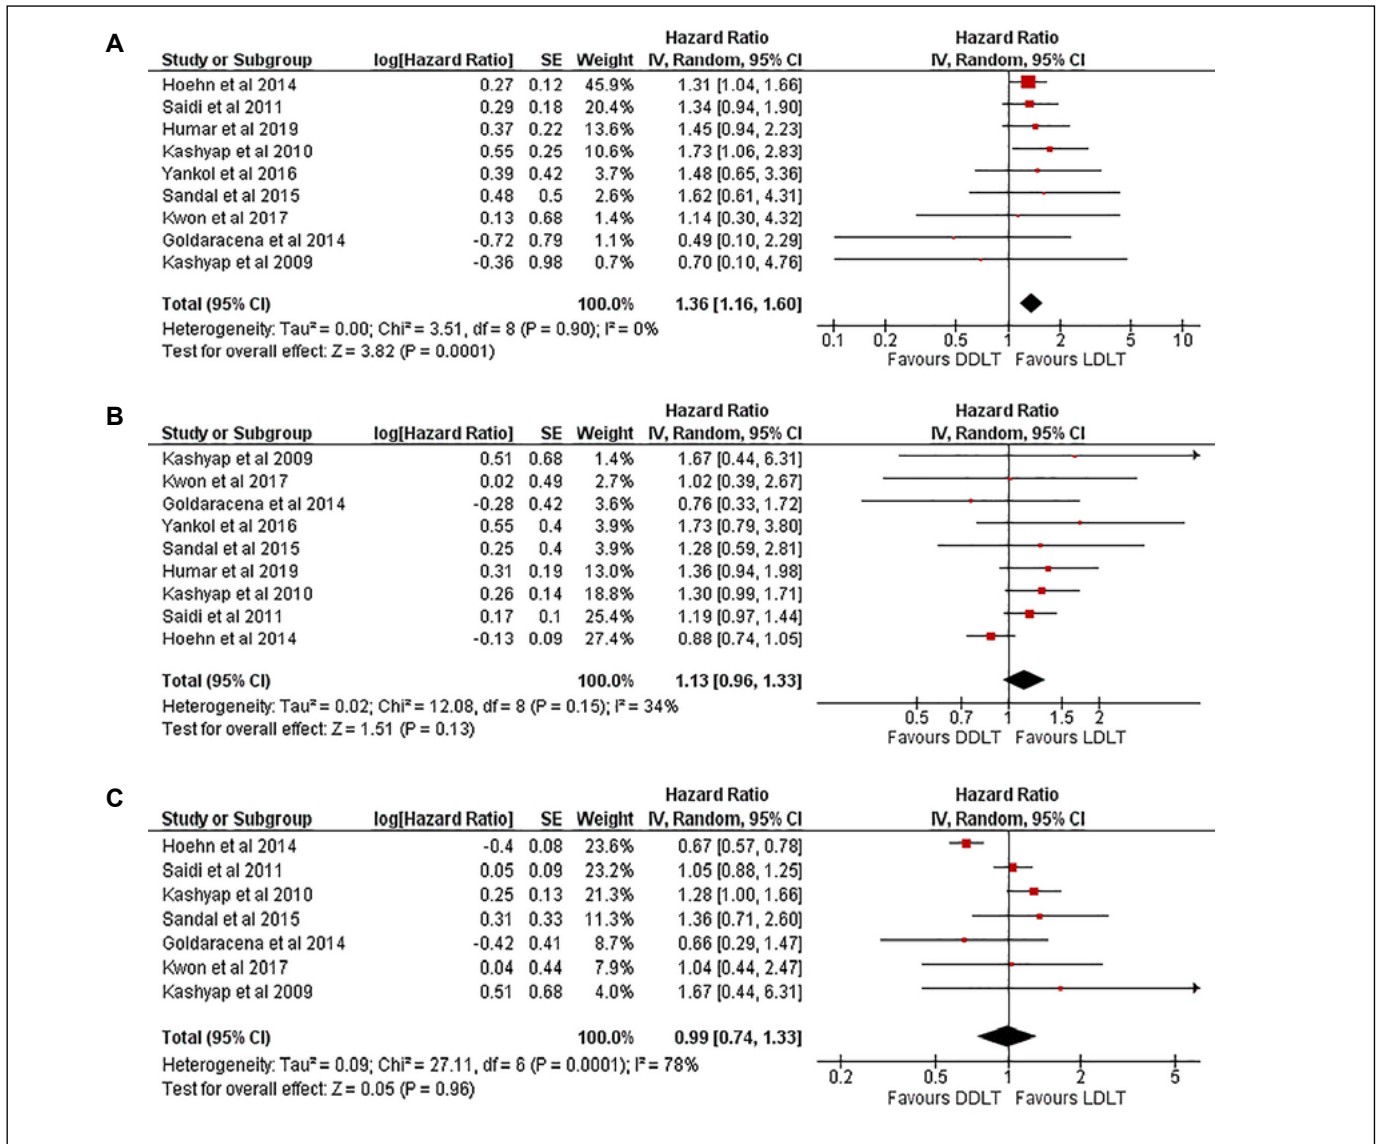 A
Hazard Ratio Hazard Ratio
Study or Subgroup log[Hazard Ratio] SE Weight IV, Random, 95% CI IV, Random, 95% CI
Hoehn et al 2014 0.27 0.12 45.9% 1.31 [1.04, 1.66]
Saidi et al 2011 0.29 0.18 20.4% 1.34 [0.94, 1.90]
Humar et al 2019 0.37 0.22 13.6% 1.45 [0.94, 2.23]
Kashyap et al 2010 0.55 0.25 10.6% 1.73 [1.06, 2.83]
Yankol et al 2016 0.39 0.42 3.7% 1.48 [0.65, 3.36]
Sandal et al 2015 0.48 0.5 2.6% 1.62 [0.61, 4.31]
Kwon et al 2017 0.13 0.68 1.4% 1.14 [0.30, 4.32]
Goldaracena et al 2014 -0.72 0.79 1.1% 0.49 [0.10, 2.29]
Kashyap et al 2009 -0.36 0.98 0.7% 0.70 [0.10, 4.76]
Total (95% CI) 100.0% 1.36 [1.16, 1.60]
Heterogeneity: Tau² = 0.00; Chi² = 3.51, df = 8 (P = 0.90); I² = 0%
Test for overall effect: Z = 3.82 (P = 0.0001)
0.1 0.2 0.5 1 2 5 10
Favours DDLT Favours LDLT
B
Hazard Ratio Hazard Ratio
Study or Subgroup log[Hazard Ratio] SE Weight IV, Random, 95% CI IV, Random, 95% CI
Kashyap et al 2009 0.51 0.68 1.4% 1.67 [0.44, 6.31]
Kwon et al 2017 0.02 0.49 2.7% 1.02 [0.39, 2.67]
Goldaracena et al 2014 -0.28 0.42 3.6% 0.76 [0.33, 1.72]
Yankol et al 2016 0.55 0.4 3.9% 1.73 [0.79, 3.80]
Sandal et al 2015 0.25 0.4 3.9% 1.28 [0.59, 2.81]
Humar et al 2019 0.31 0.19 13.0% 1.36 [0.94, 1.98]
Kashyap et al 2010 0.26 0.14 18.8% 1.30 [0.99, 1.71]
Saidi et al 2011 0.17 0.1 25.4% 1.19 [0.97, 1.44]
Hoehn et al 2014 -0.13 0.09 27.4% 0.88 [0.74, 1.05]
Total (95% CI) 100.0% 1.13 [0.96, 1.33]
Heterogeneity: Tau² = 0.02; Chi² = 12.08, df = 8 (P = 0.15); I² = 34%
Test for overall effect: Z = 1.51 (P = 0.13)
0.5 0.7 1 1.5 2
Favours DDLT Favours LDLT
C
Hazard Ratio Hazard Ratio
Study or Subgroup log[Hazard Ratio] SE Weight IV, Random, 95% CI IV, Random, 95% CI
Hoehn et al 2014 -0.4 0.08 23.6% 0.67 [0.57, 0.78]
Saidi et al 2011 0.05 0.09 23.2% 1.05 [0.88, 1.25]
Kashyap et al 2010 0.25 0.13 21.3% 1.28 [1.00, 1.66]
Sandal et al 2015 0.31 0.33 11.3% 1.36 [0.71, 2.60]
Goldaracena et al 2014 -0.42 0.41 8.7% 0.66 [0.29, 1.47]
Kwon et al 2017 0.04 0.44 7.9% 1.04 [0.44, 2.47]
Kashyap et al 2009 0.51 0.68 4.0% 1.67 [0.44, 6.31]
Total (95% CI) 100.0% 0.99 [0.74, 1.33]
Heterogeneity: Tau² = 0.09; Chi² = 27.11, df = 6 (P = 0.0001); I² = 78%
Test for overall effect: Z = 0.05 (P = 0.96)
0.2 0.5 1 2 5
Favours DDLT Favours LDLT